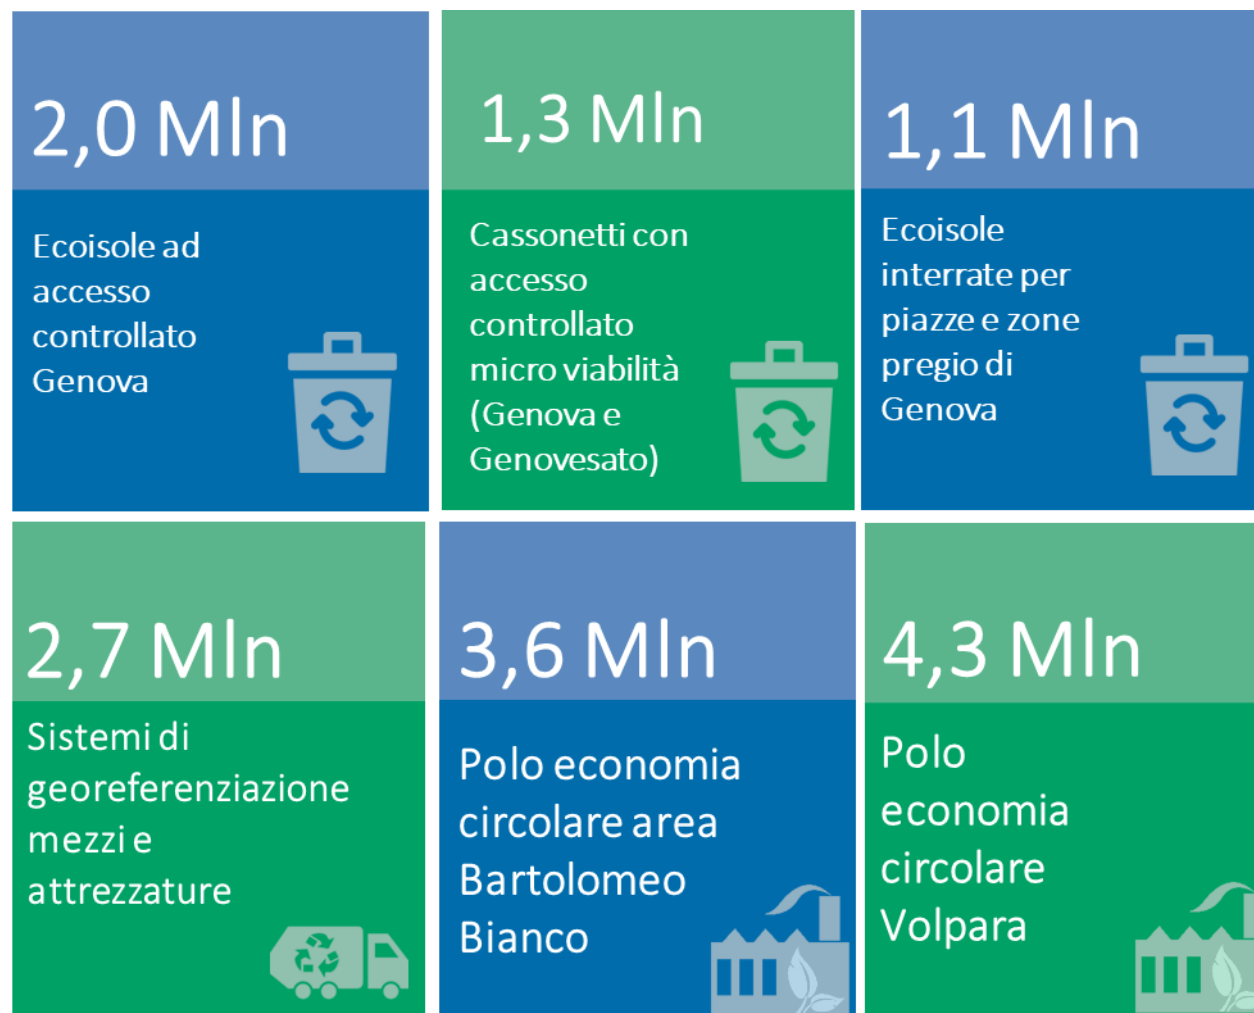 2,0 Mln
Ecoisole ad
accesso
controllato
Genova
1,3 Mln
Cassonetti con
accesso
controllato
micro viabilità
(Genova e
Genovesato)
1,1 Mln
Ecoisole
interrate per
piazze e zone
pregio di
Genova
2,7 Mln
Sistemi di
georeferenziazione
mezzi e
attrezzature
3,6 Mln
Polo economia
circolare area
Bartolomeo
Bianco
4,3 Mln
Polo
economia
circolare
Volpara